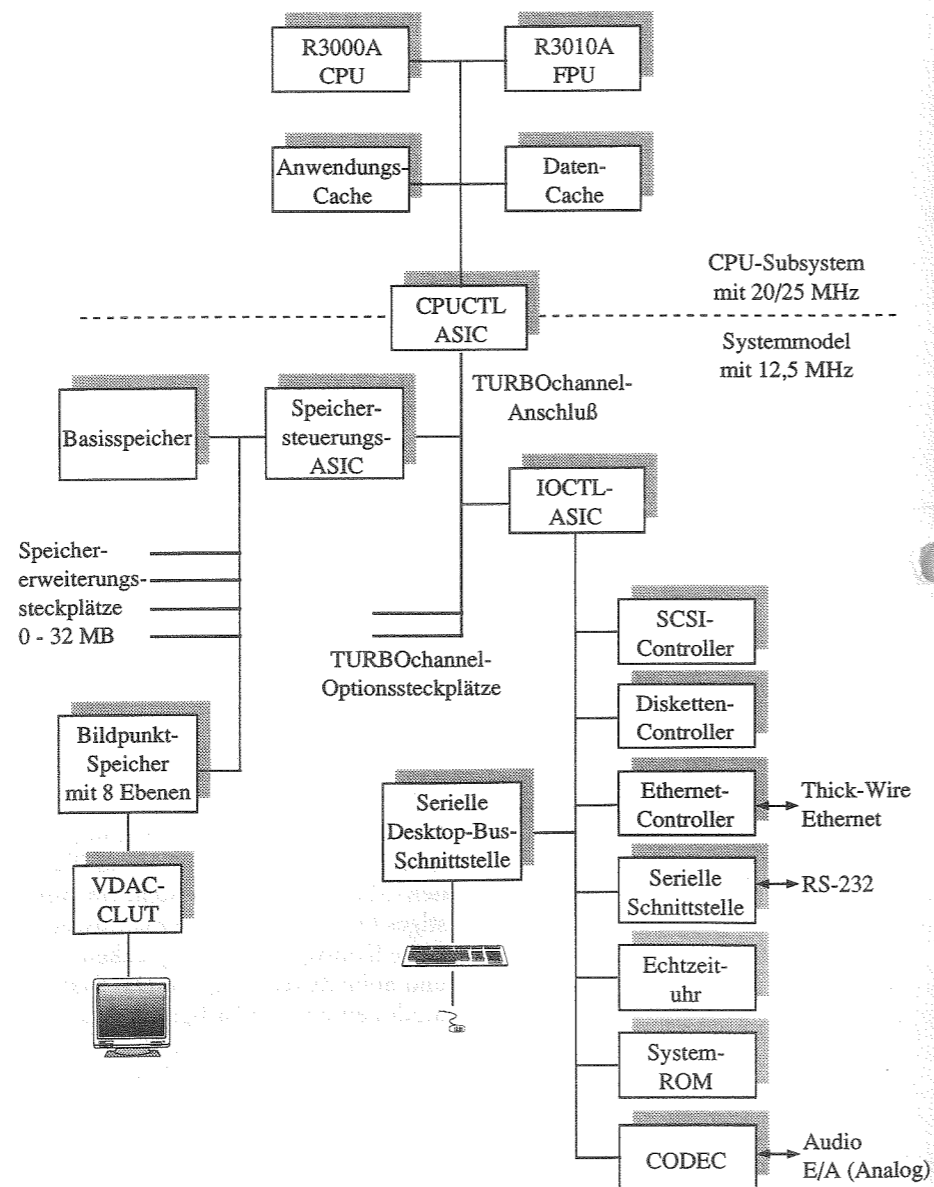 R3000A
CPU
R3010A
FPU
Anwendungs-
Cache
Daten-
Cache
CPU-Subsystem
mit 20/25 MHz
CPUCTL
ASIC
Systemmodel
mit 12,5 MHz
TURBOchannel-
Anschluß
Basisspeicher
Speicher-
steuerungs-
ASIC
IOCTL-
ASIC
Speicher-
erweiterungs-
steckplätze
0 - 32 MB
TURBOchannel-
Optionssteckplätze
SCSI-
Controller
Disketten-
Controller
Bildpunkt-
Speicher
mit 8 Ebenen
Serielle
Desktop-Bus-
Schnittstelle
Ethernet-
Controller
Thick-Wire
Ethernet
VDAC-
CLUT
Serielle
Schnittstelle
RS-232
Echtzeit-
uhr
System-
ROM
CODEC
Audio
E/A (Analog)